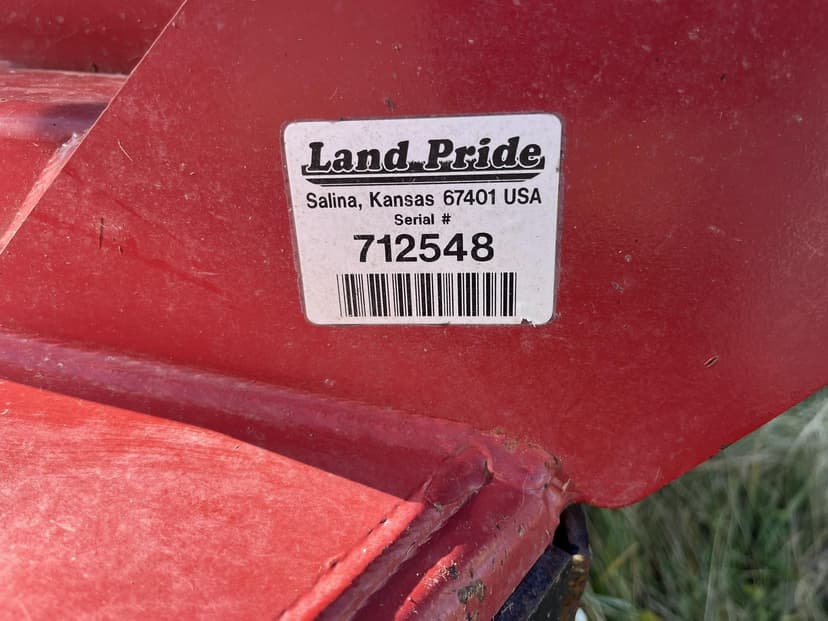 Land Pride
Salina, Kansas 67401 USA
Serial #
712548